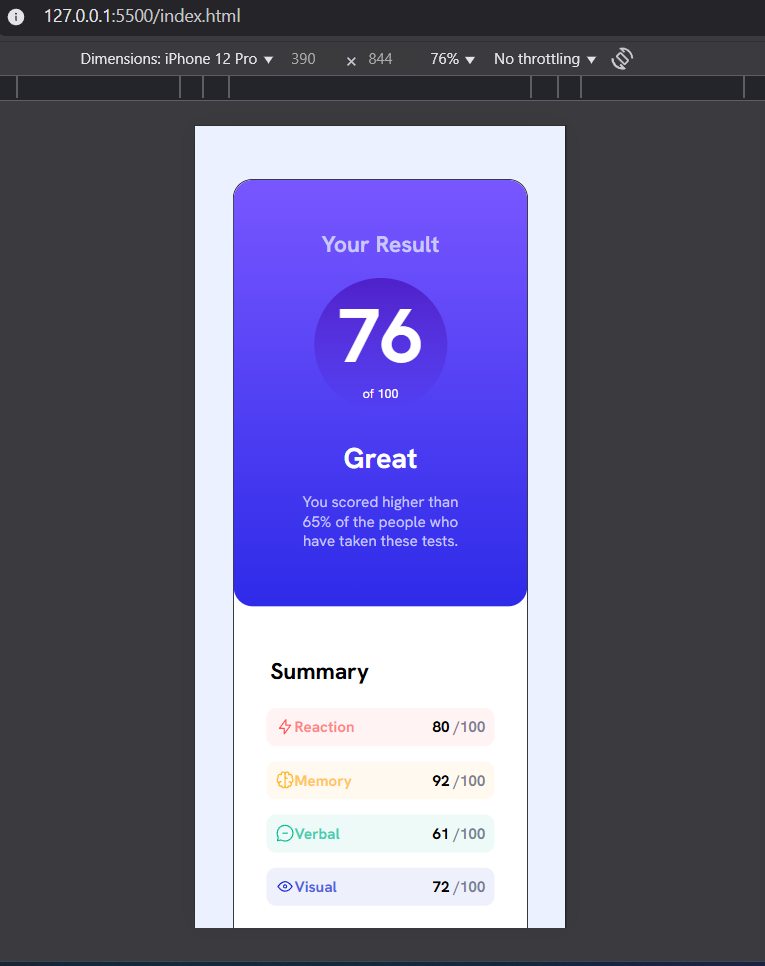 127.0.0.1:5500/index.html
Dimensions: iPhone 12 Pro ▼ 390 × 844 76% ▼ No throttling ▼
Your Result
76
of 100
Great
You scored higher than
65% of the people who
have taken these tests.
Summary
Reaction 80 /100
Memory 92 /100
Verbal 61 /100
Visual 72 /100